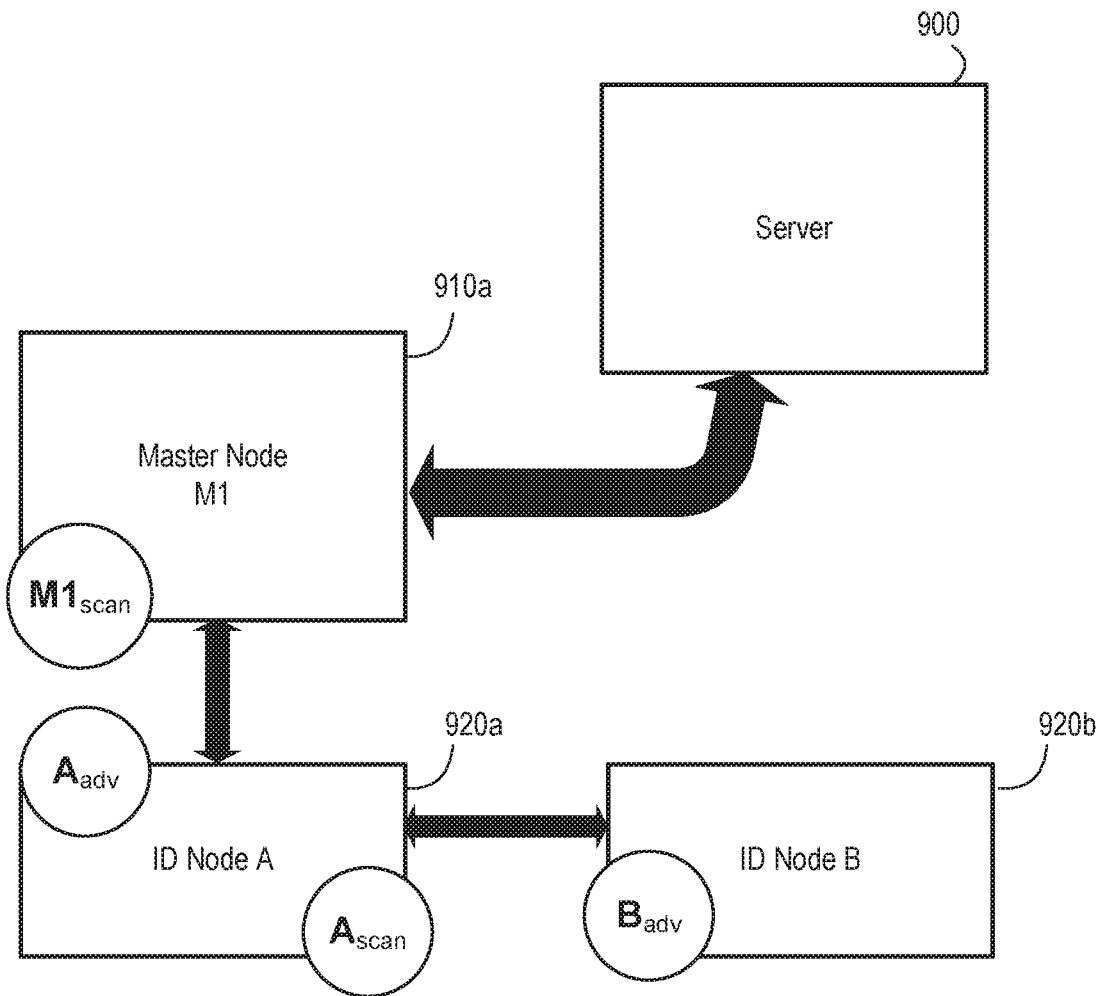 900
Server
910a
Master Node
M1
M1scan
920a
920b
Aadv
ID Node A
ID Node B
Ascan
Badv